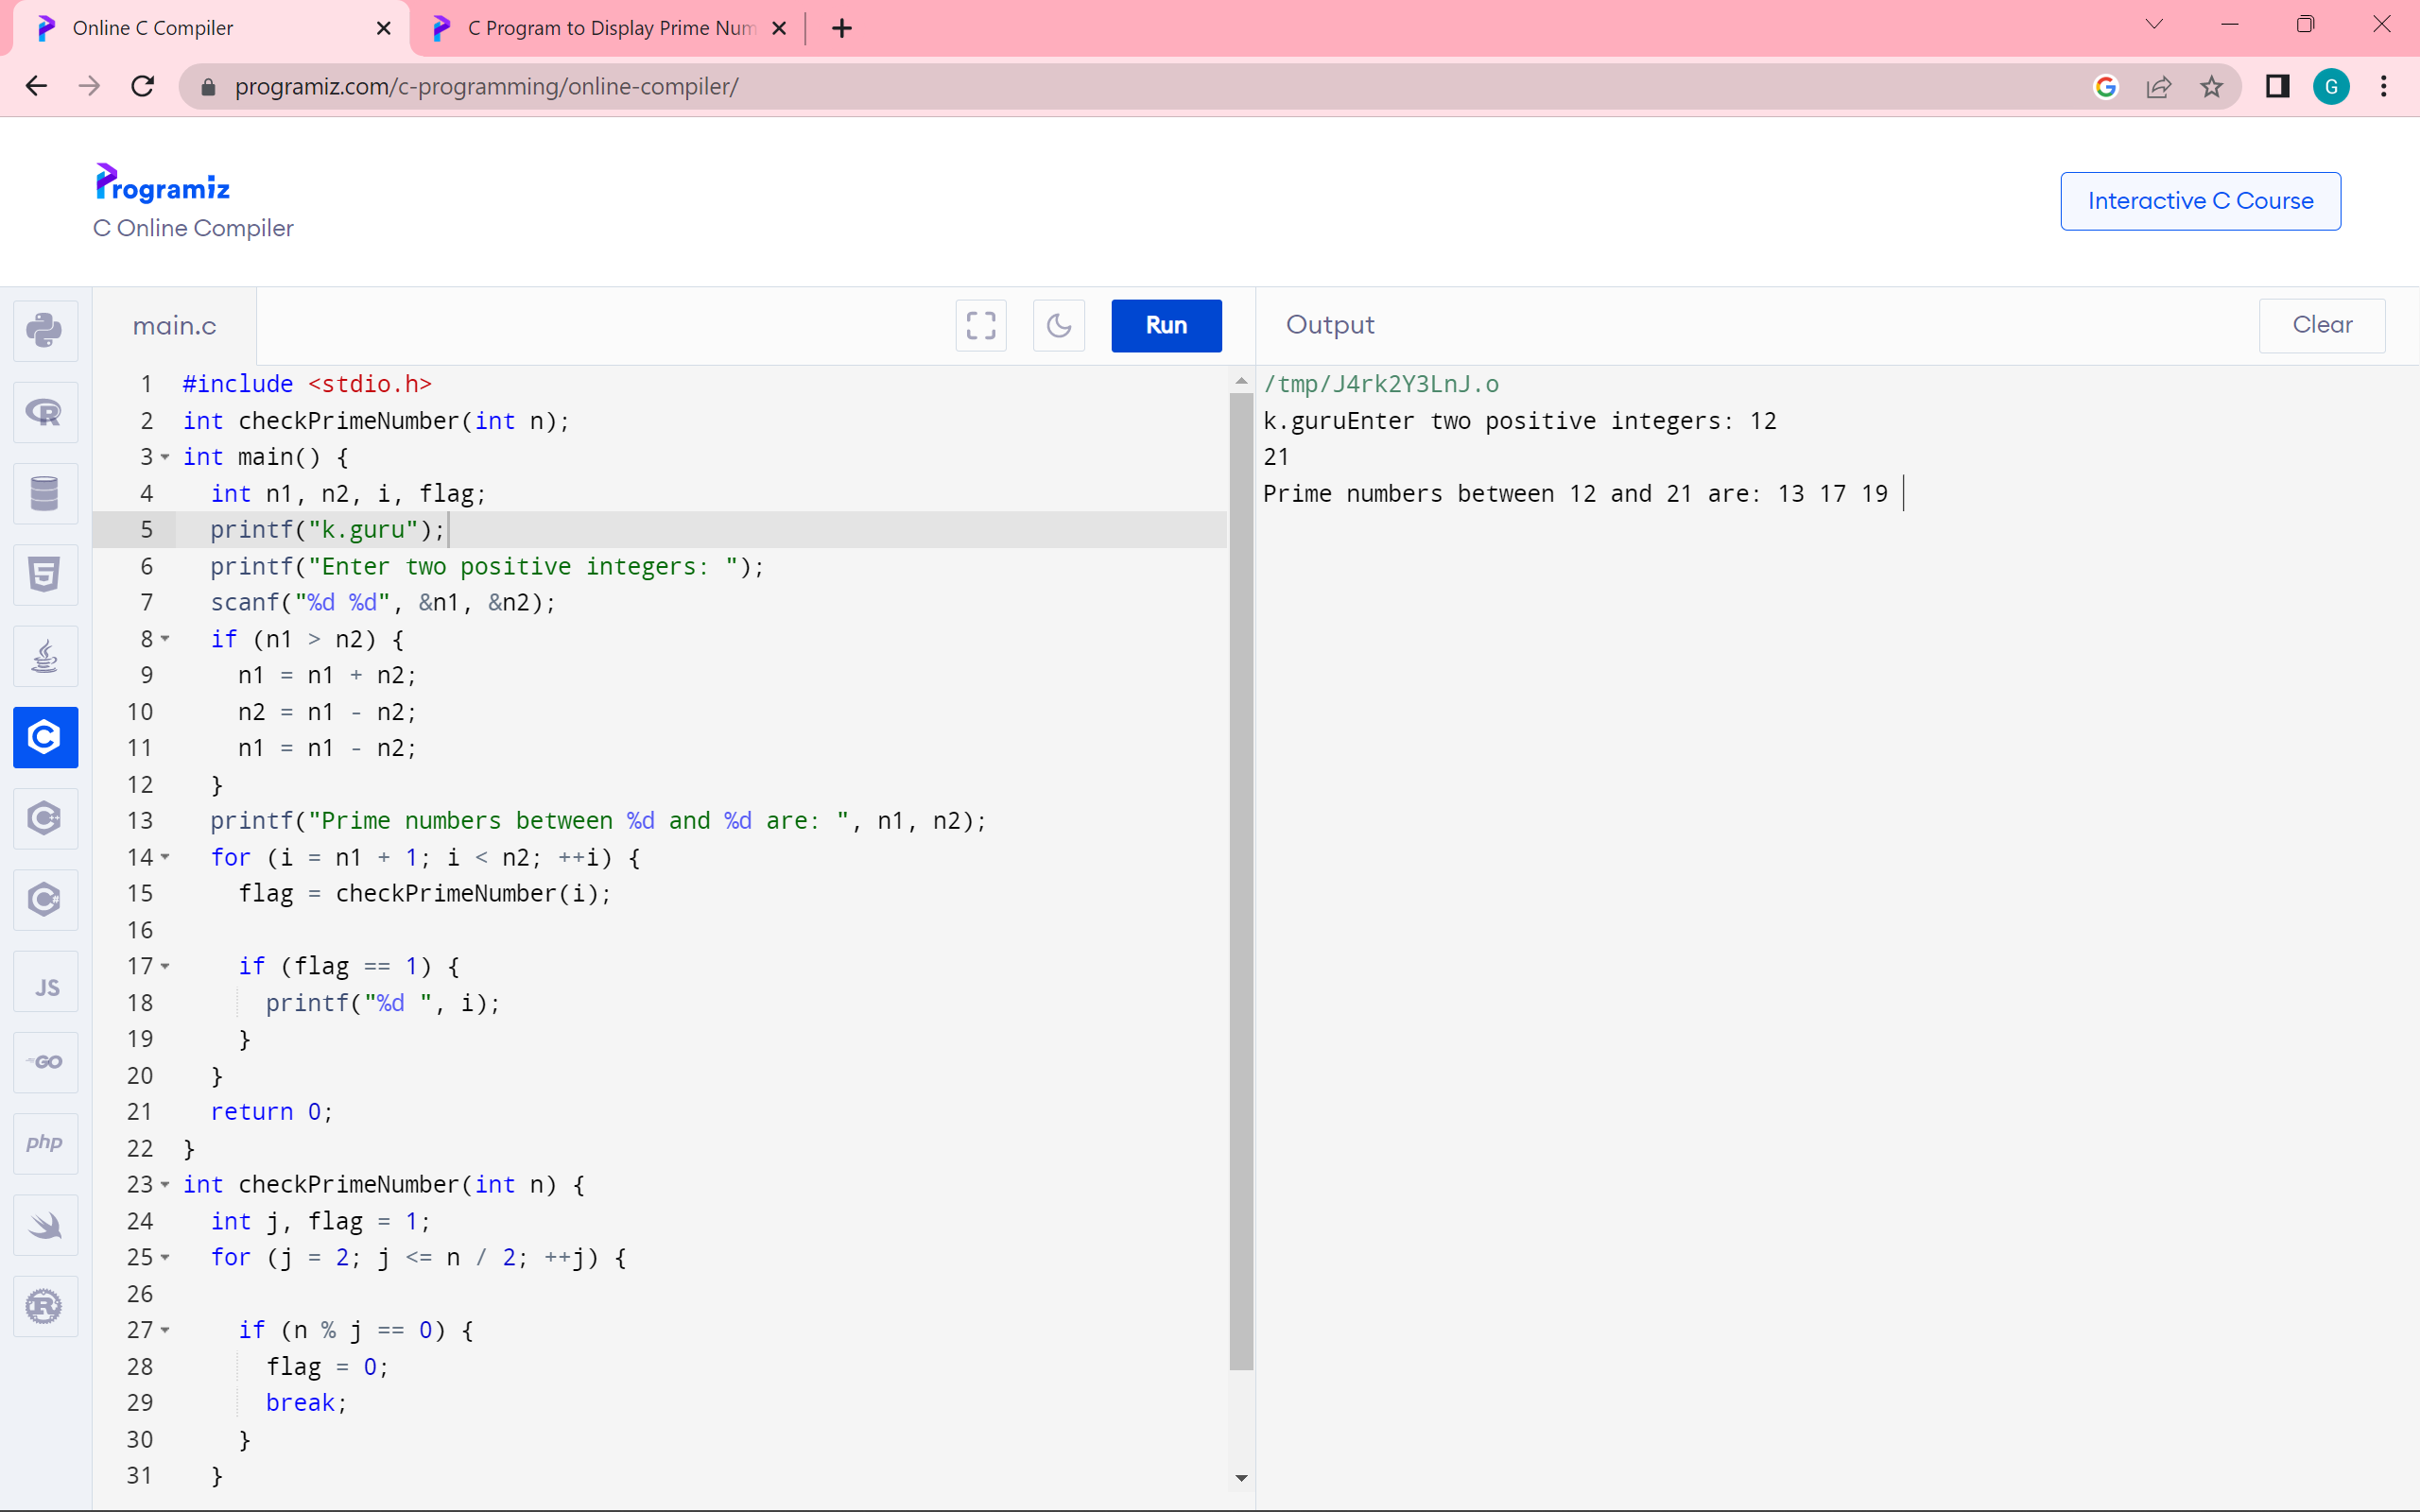 Online C Compiler
C Program to Display Prime Num
programiz.com/c-programming/online-compiler/
G
Programiz
C Online Compiler
Interactive C Course
main.c
Run
Output
Clear
1 #include <stdio.h>
2 int checkPrimeNumber(int n);
3 int main() {
4 int n1, n2, i, flag;
5 printf("k.guru");
6 printf("Enter two positive integers: ");
7 scanf("%d %d", &n1, &n2);
8 if (n1 > n2) {
9 n1 = n1 + n2;
10 n2 = n1 - n2;
11 n1 = n1 - n2;
12 }
13 printf("Prime numbers between %d and %d are: ", n1, n2);
14 for (i = n1 + 1; i < n2; ++i) {
15 flag = checkPrimeNumber(i);
16
17 if (flag == 1) {
18 printf("%d ", i);
19 }
20 }
21 return 0;
22 }
23 int checkPrimeNumber(int n) {
24 int j, flag = 1;
25 for (j = 2; j <= n / 2; ++j) {
26
27 if (n % j == 0) {
28 flag = 0;
29 break;
30 }
31 }
/tmp/J4rk2Y3LnJ.o
k.guruEnter two positive integers: 12
21
Prime numbers between 12 and 21 are: 13 17 19
R
5
C
C++
C#
JS
GO
php
R